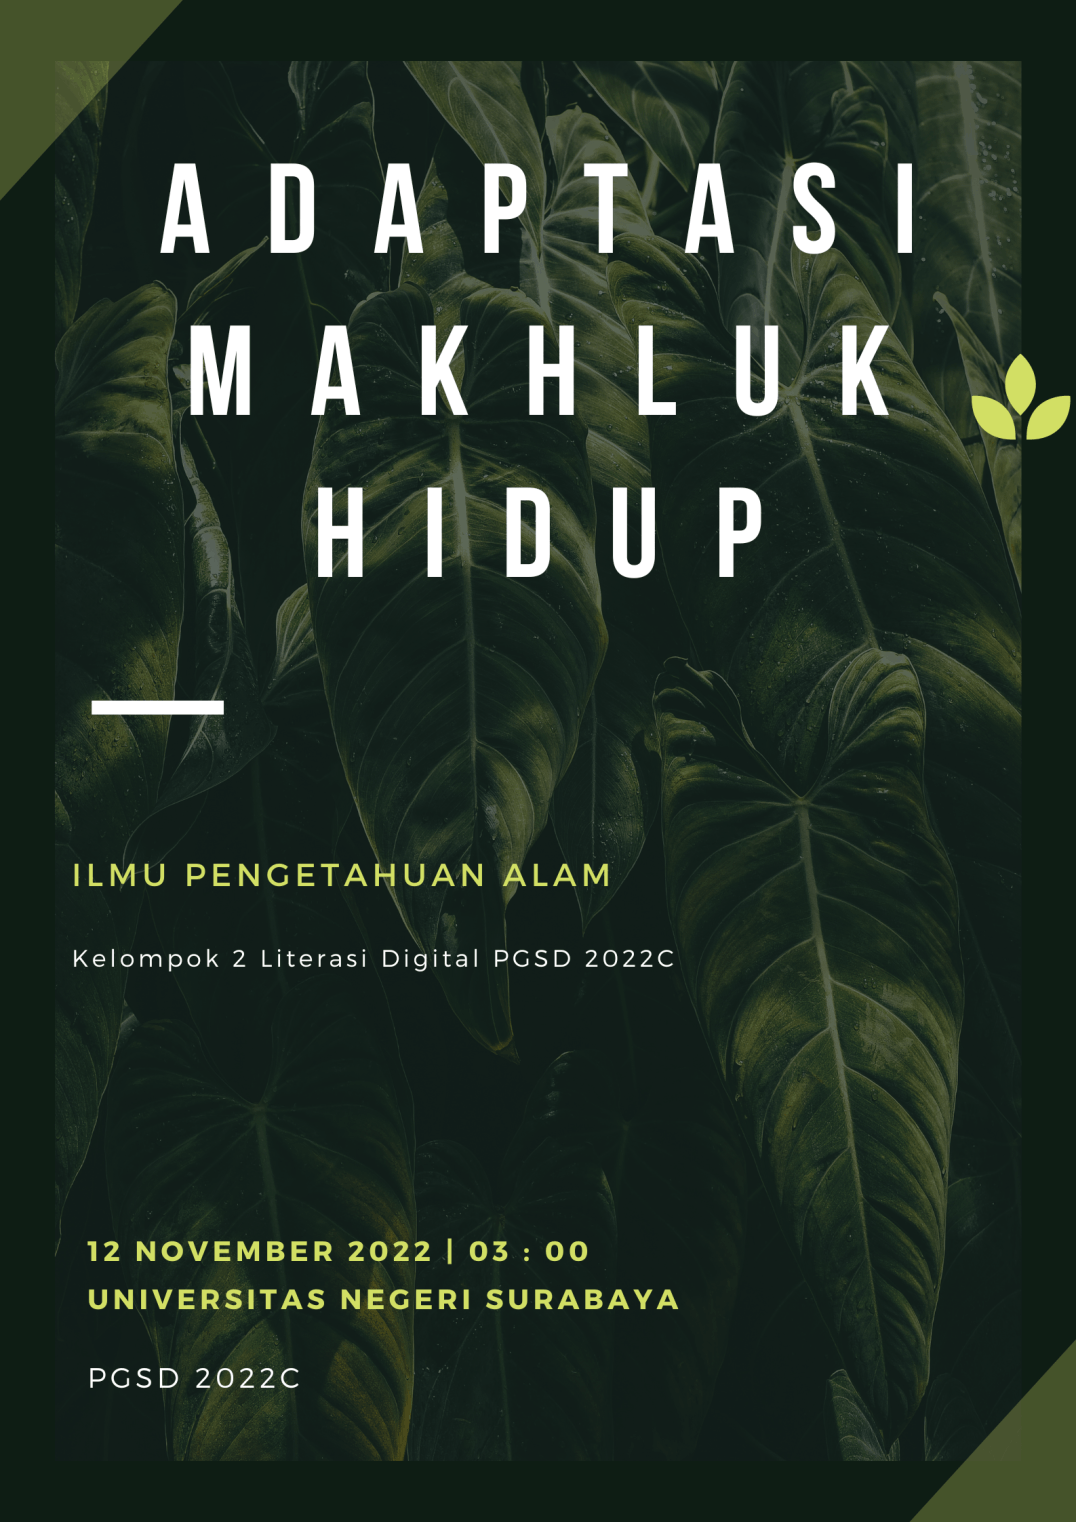 ADAPTASI
MAKHLUK
HIDUP
ILMU PENGETAHUAN ALAM
Kelompok 2 Literasi Digital PGSD 2022C
12 NOVEMBER 2022 | 03 : 00
UNIVERSITAS NEGERI SURABAYA
PGSD 2022C